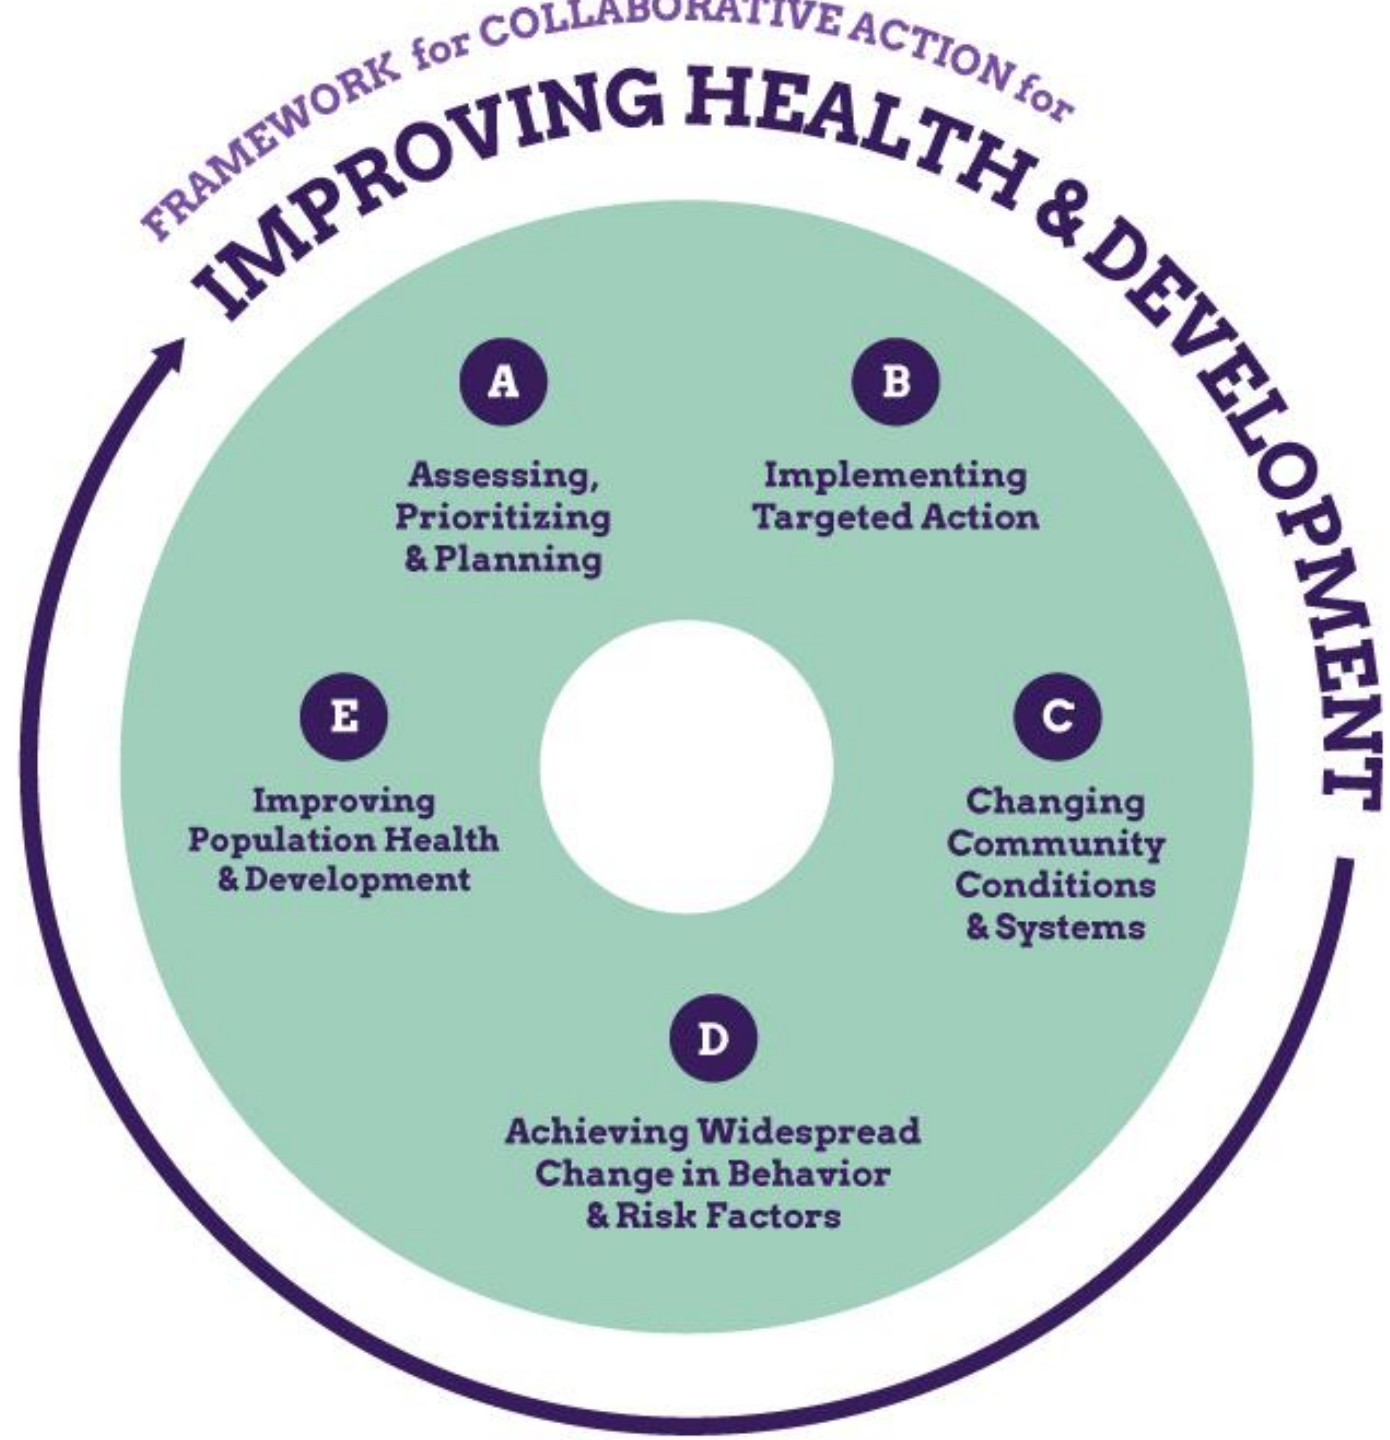 FRAMEWORK for COLLABORATIVE ACTION for
IMPROVING HEALTH & DEVELOPMENT
A
Assessing,
Prioritizing
& Planning
B
Implementing
Targeted Action
C
Changing
Community
Conditions
& Systems
D
Achieving Widespread
Change in Behavior
& Risk Factors
E
Improving
Population Health
& Development